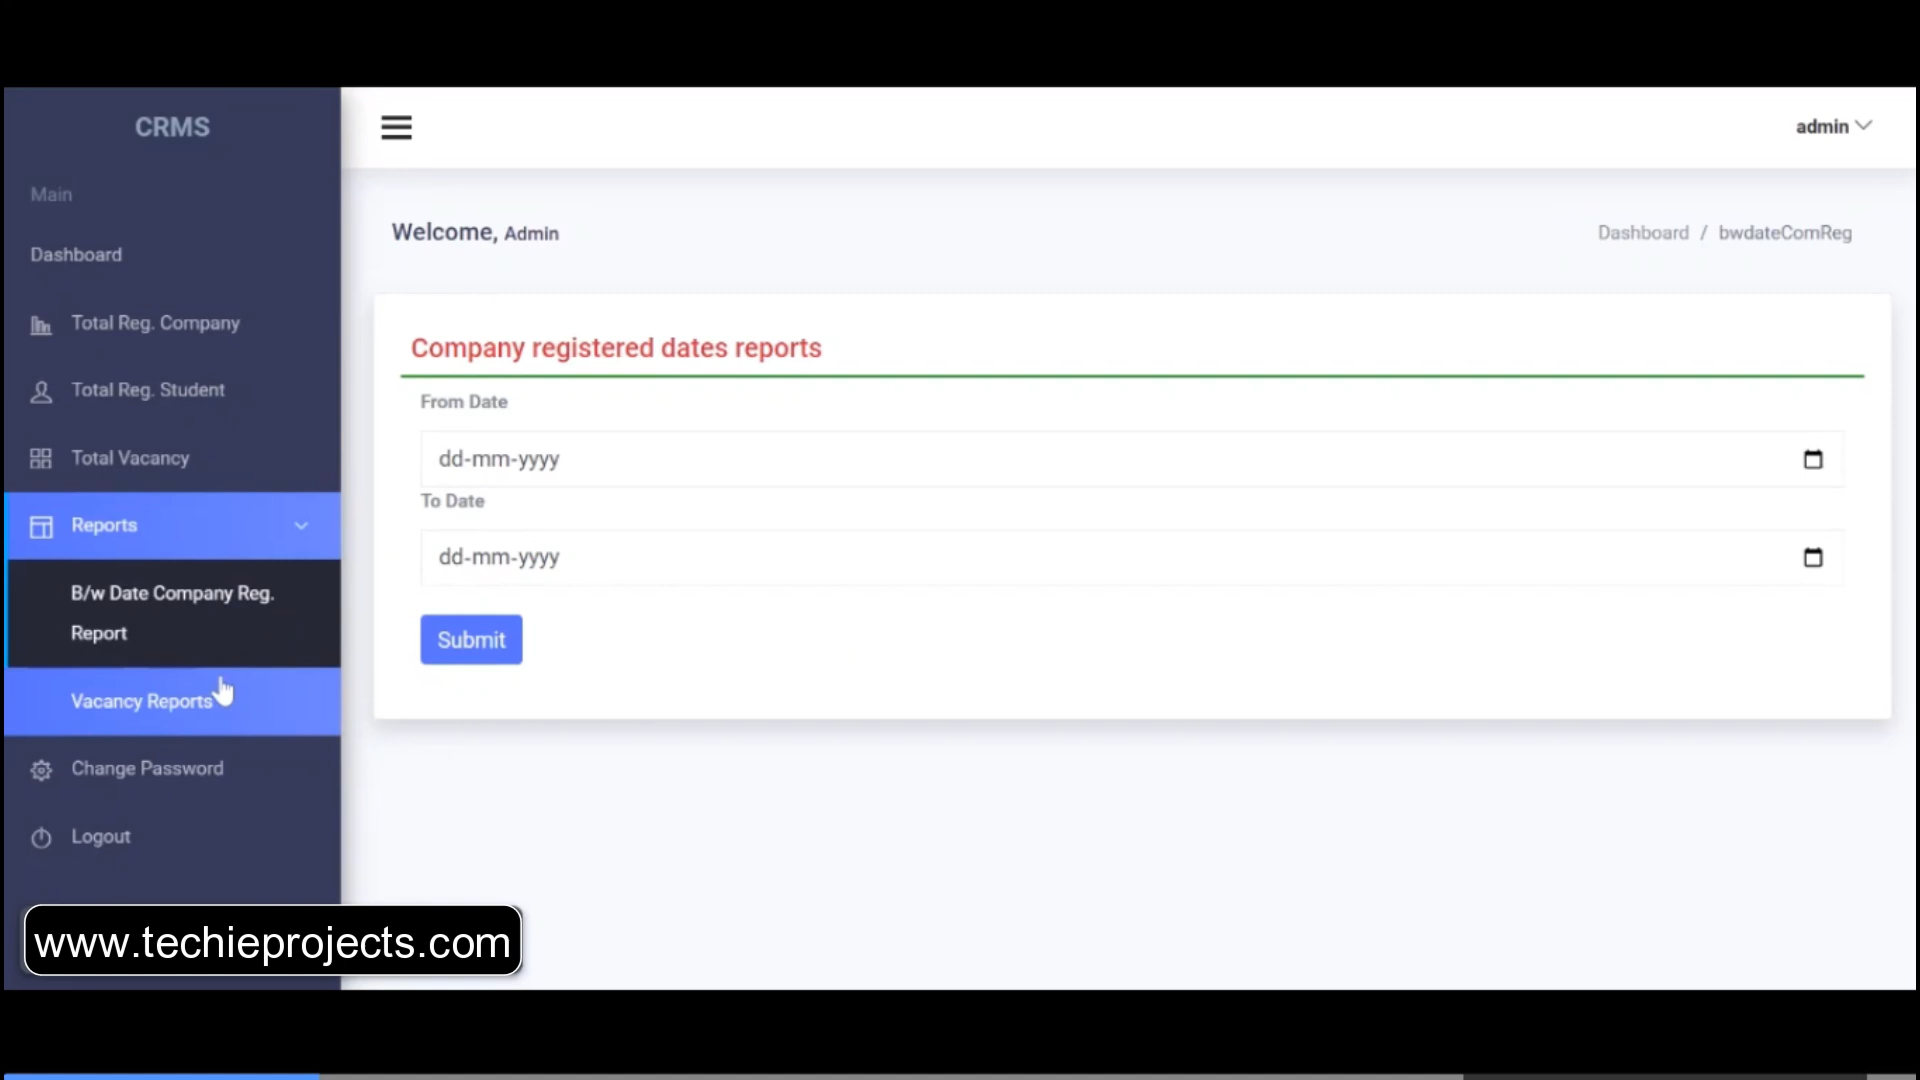 CRMS
admin
Main
Welcome, Admin
Dashboard / bwdateComReg
Dashboard
Total Reg. Company
Company registered dates reports
Total Reg. Student
From Date
dd-mm-yyyy
Total Vacancy
To Date
dd-mm-yyyy
Reports
B/w Date Company Reg.
Report
Submit
Vacancy Reports
Change Password
Logout
www.techieprojects.com